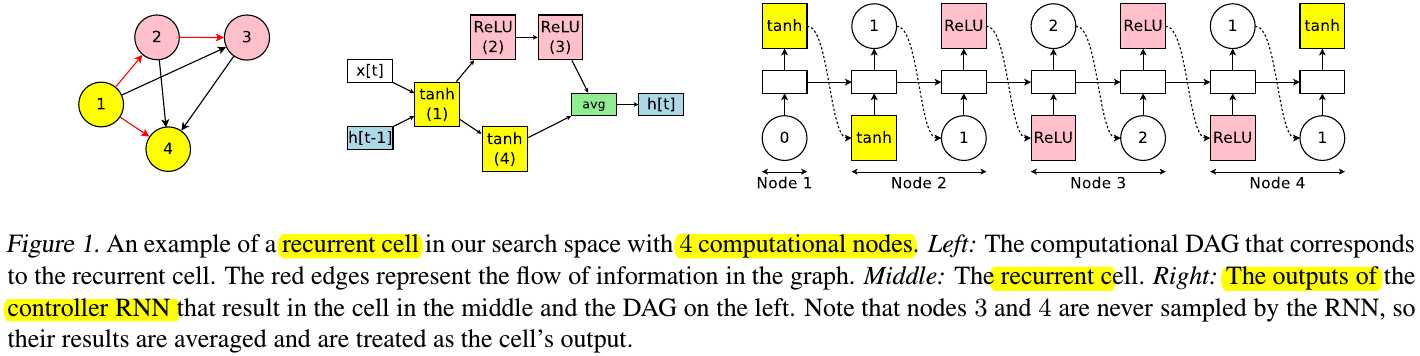 1
2
3
4
x[t]
h[t-1]
tanh
(1)
ReLU
(2)
ReLU
(3)
tanh
(4)
avg
h[t]
tanh
1
ReLU
2
ReLU
1
tanh
0
tanh
1
ReLU
2
ReLU
1
Node 1
Node 2
Node 3
Node 4
Figure 1. An example of a recurrent cell in our search space with 4 computational nodes. Left: The computational DAG that corresponds
to the recurrent cell. The red edges represent the flow of information in the graph. Middle: The recurrent cell. Right: The outputs of the
controller RNN that result in the cell in the middle and the DAG on the left. Note that nodes 3 and 4 are never sampled by the RNN, so
their results are averaged and are treated as the cell's output.